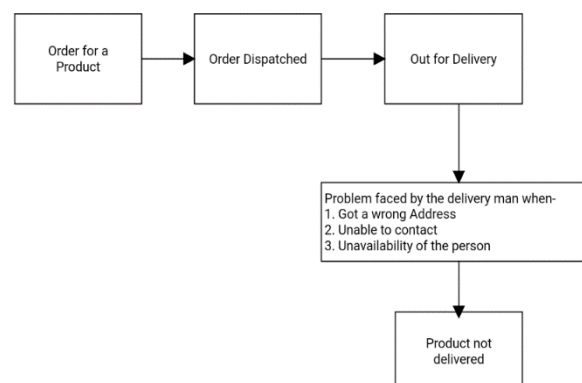 Order for a
Product
Order Dispatched
Out for Delivery
Problem faced by the delivery man when-
1. Got a wrong Address
2. Unable to contact
3. Unavailability of the person
Product not
delivered